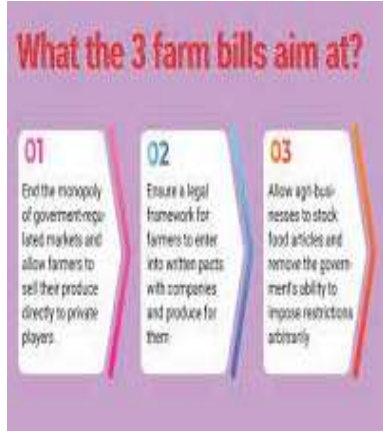 What the 3 farm bills aim at?
01
End the monopoly
of goverment-regu-
lated markets and
allow farmers to
sell their produce
directly to private
players
02
Ensure a legal
framework for
farmers to enter
into written pacts
with companies
and produce for
them
03
Allow agri-busi-
nesses to stock
food articles and
remove the govern-
ment's ability to
impose restrictions
arbitrarily